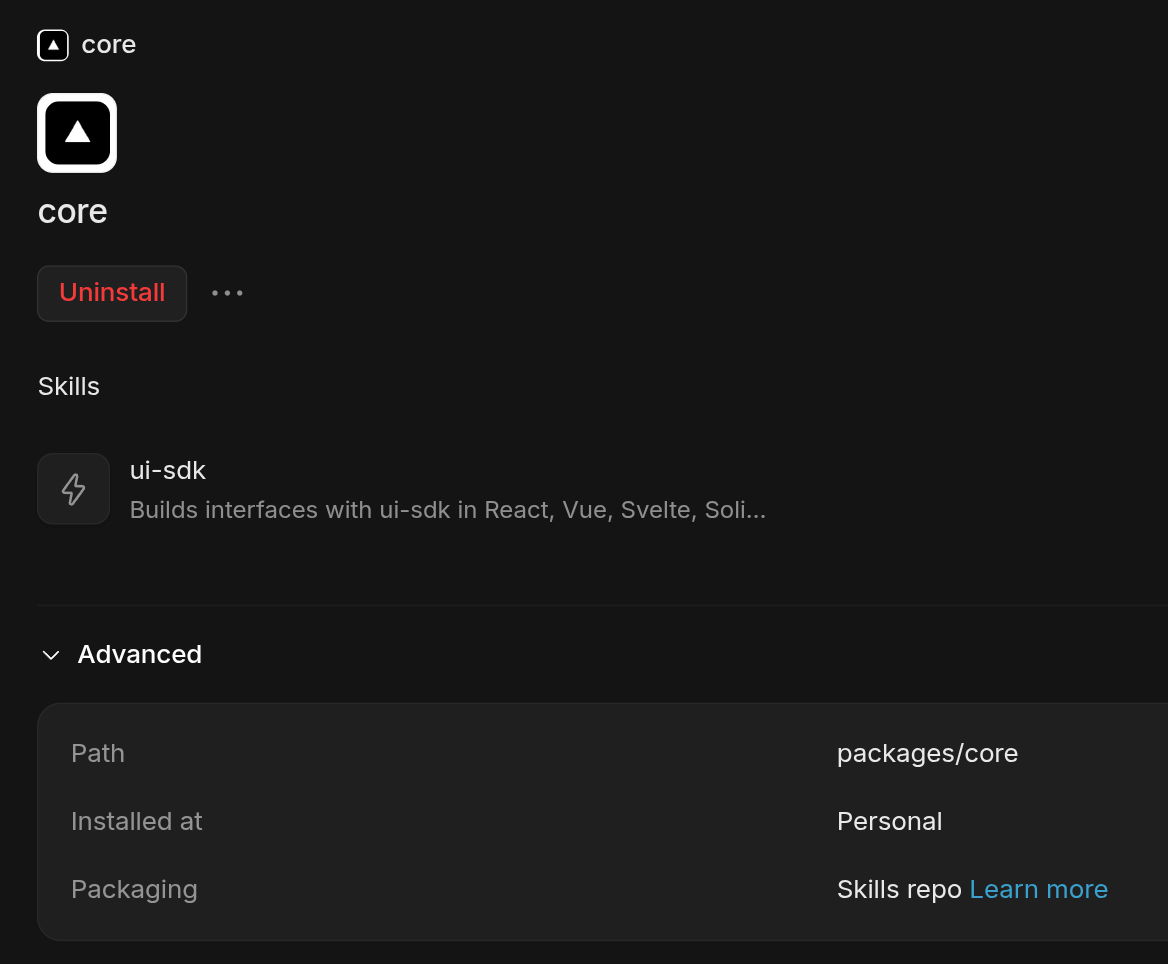 core
core
Uninstall
Skills
ui-sdk
Builds interfaces with ui-sdk in React, Vue, Svelte, Soli...
Advanced
Path packages/core
Installed at Personal
Packaging Skills repo Learn more